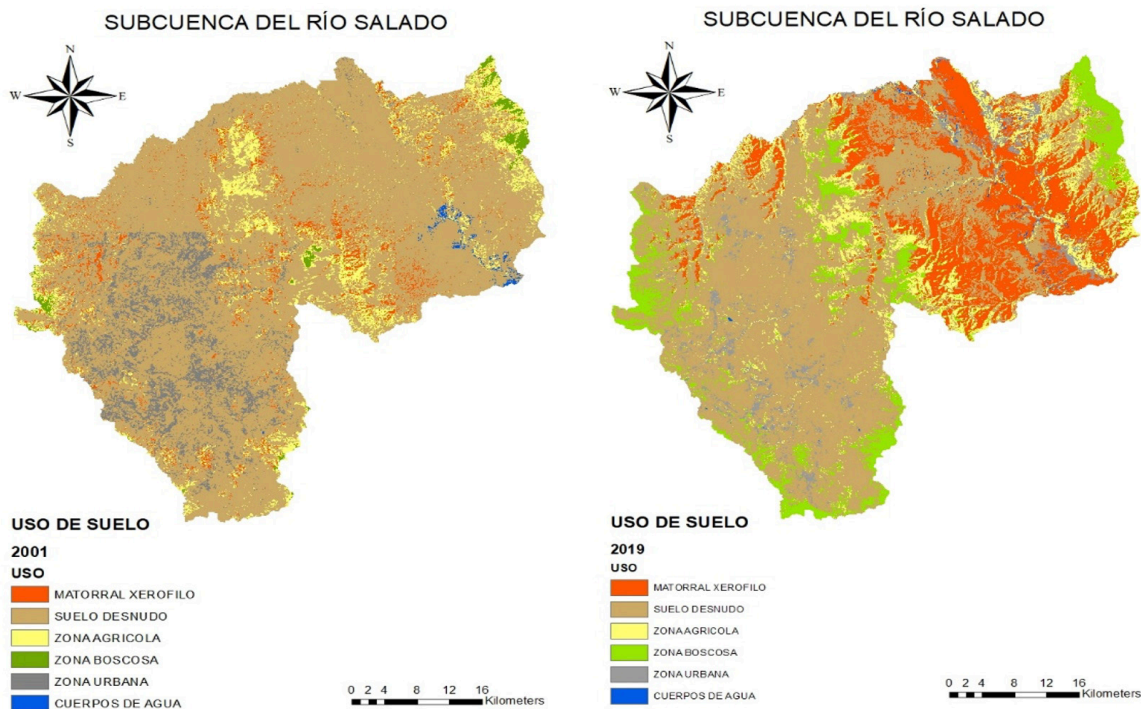 SUBCUENCA DEL RÍO SALADO
N
W
E
S
USO DE SUELO
2001
USO
MATORRAL XEROFILO
SUELO DESNUDO
ZONA AGRICOLA
ZONA BOSCOSA
ZONA URBANA
CUERPOS DE AGUA
0 2 4 8 12 16
Kilometers
SUBCUENCA DEL RÍO SALADO
N
W
E
S
USO DE SUELO
2019
USO
MATORRAL XEROFILO
SUELO DESNUDO
ZONA AGRICOLA
ZONA BOSCOSA
ZONA URBANA
CUERPOS DE AGUA
0 2 4 8 12 16
Kilometers